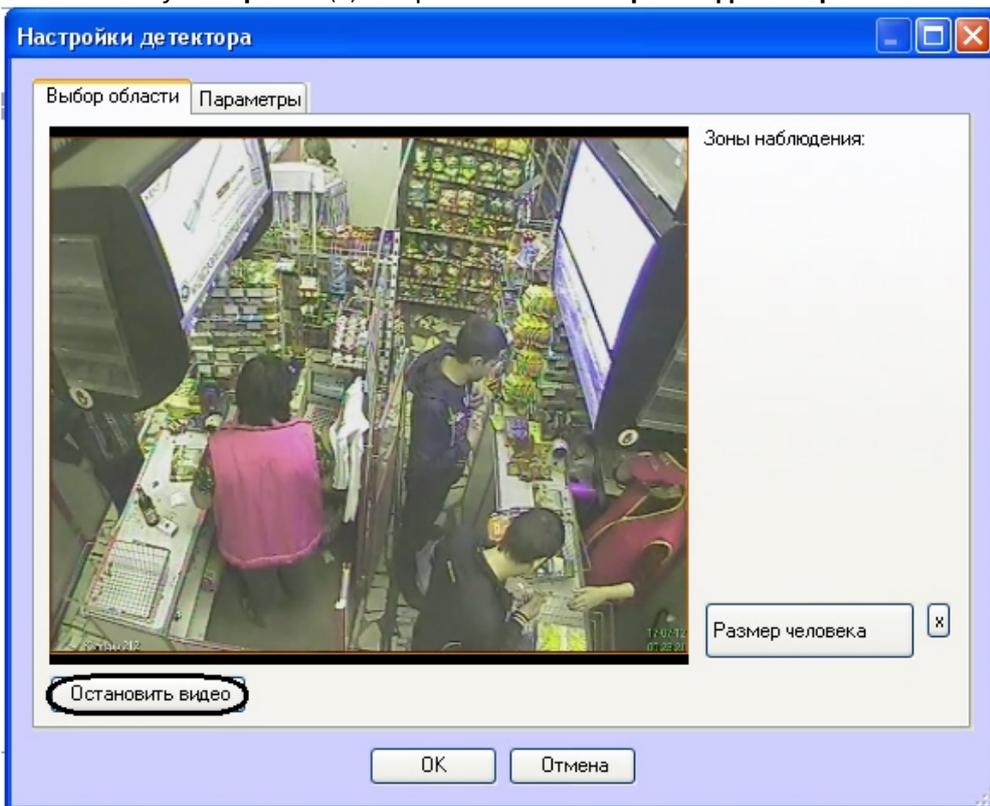 Настройки детектора
Выбор области
Параметры
Зоны наблюдения:
Размер человека
x
Остановить видео
OK
Отмена